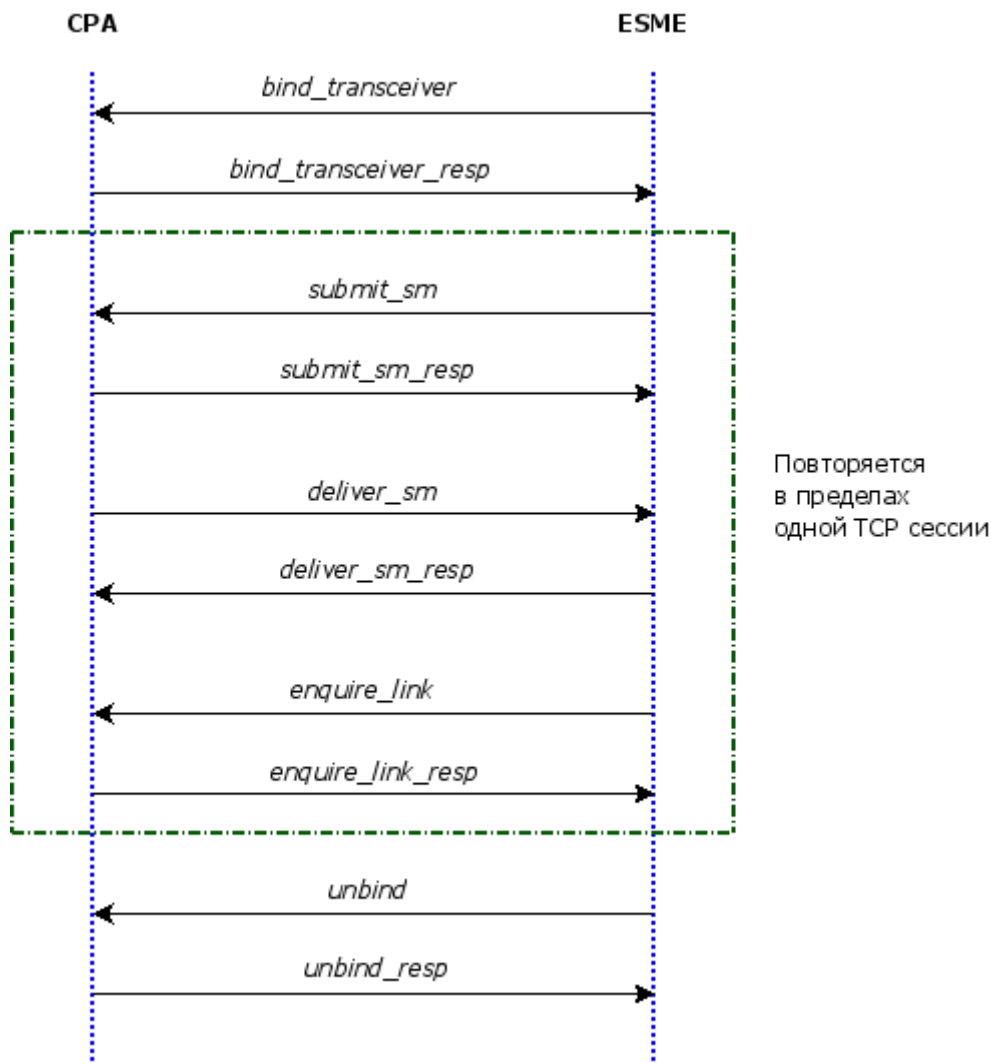 CPA
ESME
bind_transceiver
bind_transceiver_resp
submit_sm
submit_sm_resp
deliver_sm
deliver_sm_resp
Повторяется
в пределах
одной TCP сессии
enquire_link
enquire_link_resp
unbind
unbind_resp